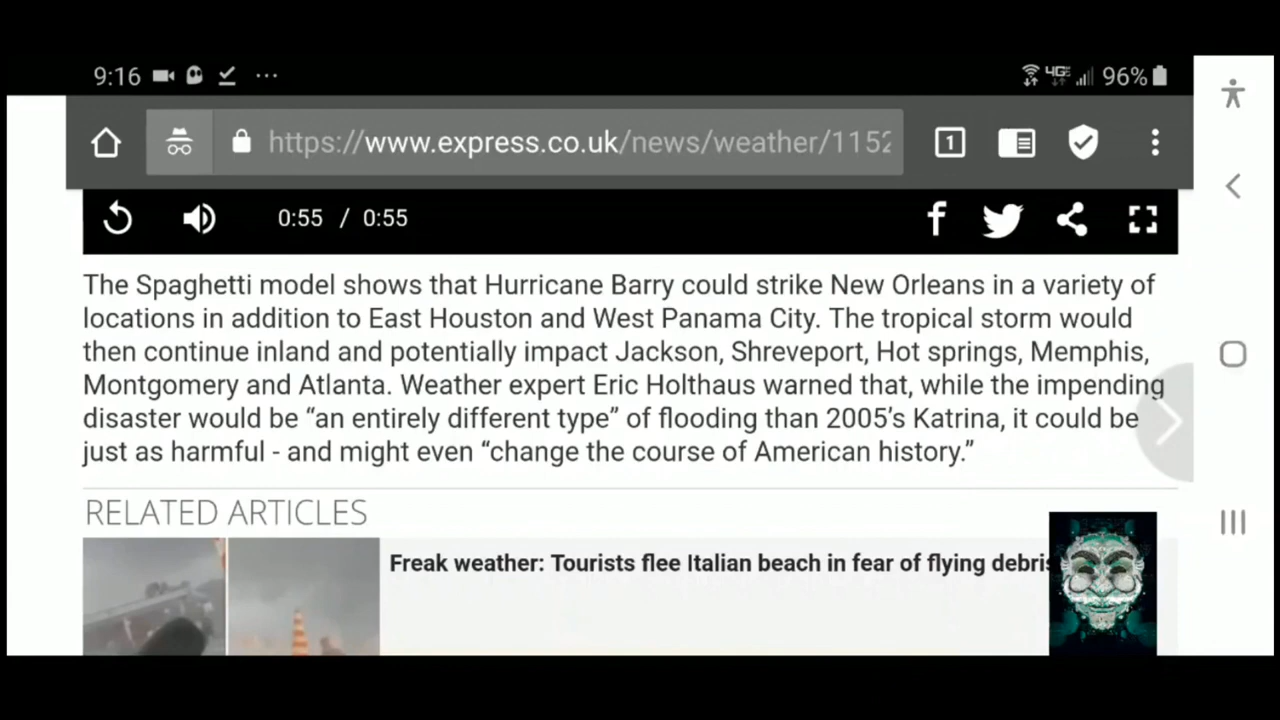 9:16
4GE 96%
https://www.express.co.uk/news/weather/1152
1
0:55 / 0:55
The Spaghetti model shows that Hurricane Barry could strike New Orleans in a variety of
locations in addition to East Houston and West Panama City. The tropical storm would
then continue inland and potentially impact Jackson, Shreveport, Hot springs, Memphis,
Montgomery and Atlanta. Weather expert Eric Holthaus warned that, while the impending
disaster would be “an entirely different type” of flooding than 2005’s Katrina, it could be
just as harmful - and might even “change the course of American history.”
RELATED ARTICLES
Freak weather: Tourists flee Italian beach in fear of flying debris